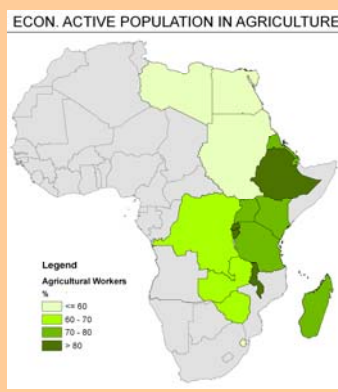 ECON. ACTIVE POPULATION IN AGRICULTURE
Legend
Agricultural Workers
%
<= 60
60 - 70
70 - 80
> 80